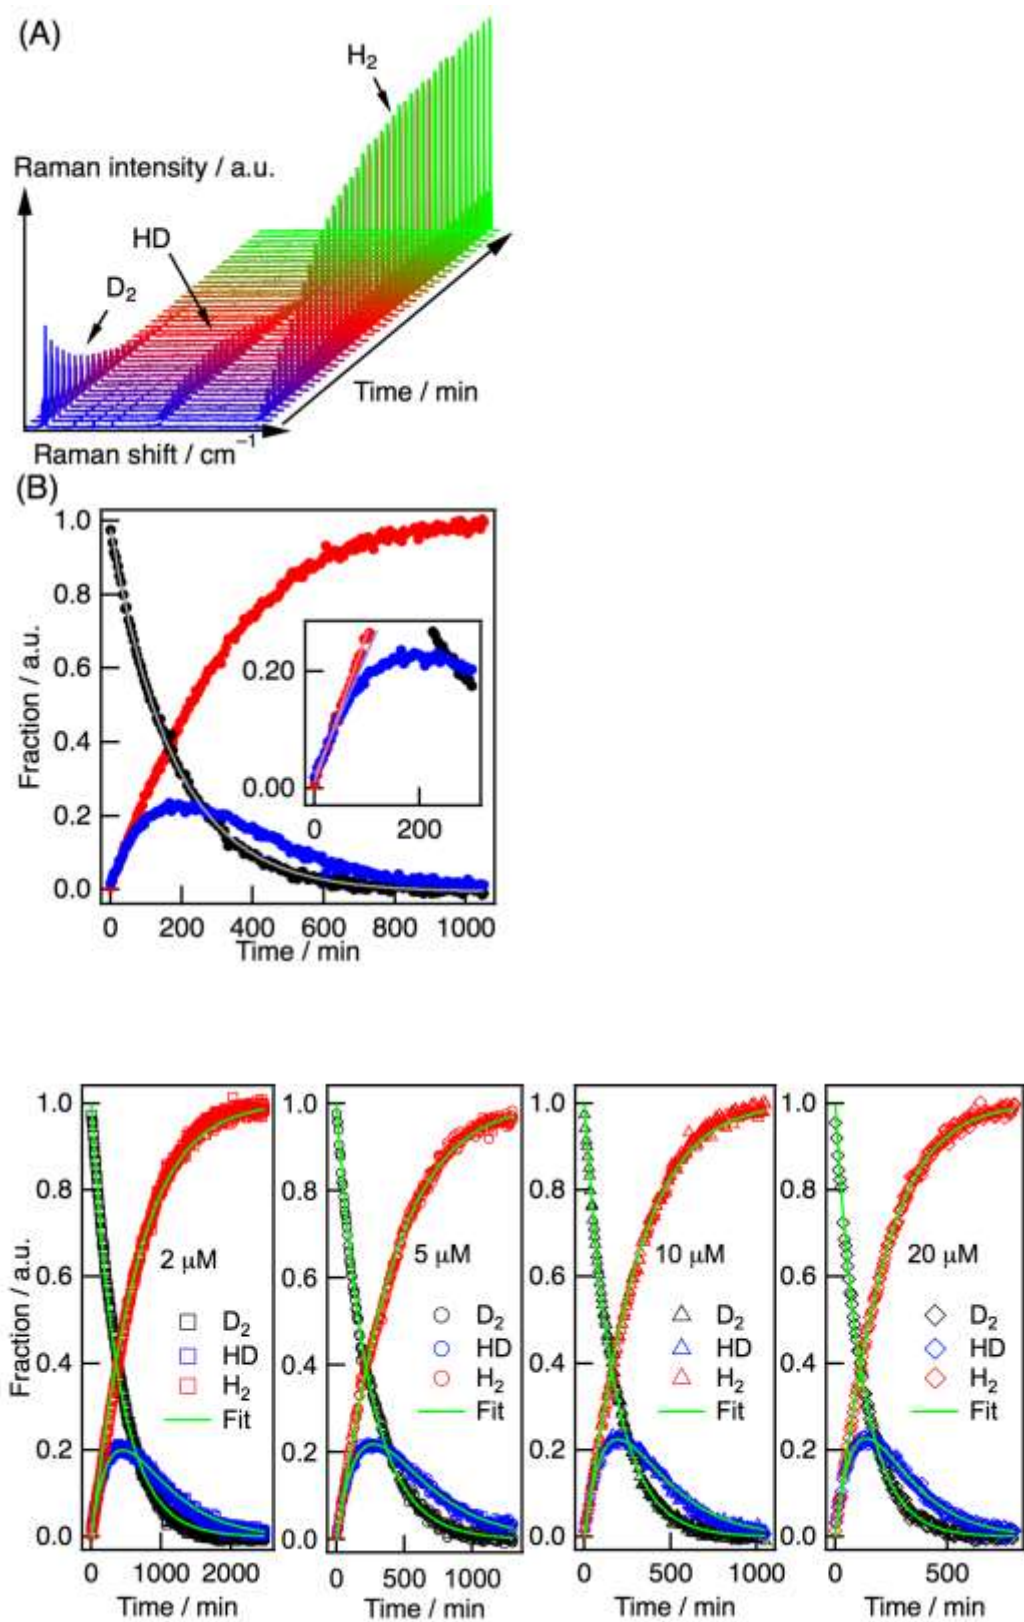 (A)
H2
Raman intensity / a.u.
HD
D2
Time / min
Raman shift / cm−1
(B)
1.0
0.8
0.6
0.4
0.2
0.0
Fraction / a.u.
0.20
0.00
0 200
0 200 400 600 800 1000
Time / min
1.0 1.0 1.0 1.0
0.8 0.8 0.8 0.8
2 μM 5 μM 10 μM 20 μM
0.6 0.6 0.6 0.6
Fraction / a.u.
D2 D2 D2 D2
HD HD HD HD
0.4 0.4 0.4 0.4
H2 H2 H2 H2
Fit Fit Fit Fit
0.2 0.2 0.2 0.2
0.0 0.0 0.0 0.0
0 1000 2000 0 500 1000 0 500 1000 0 500
Time / min Time / min Time / min Time / min